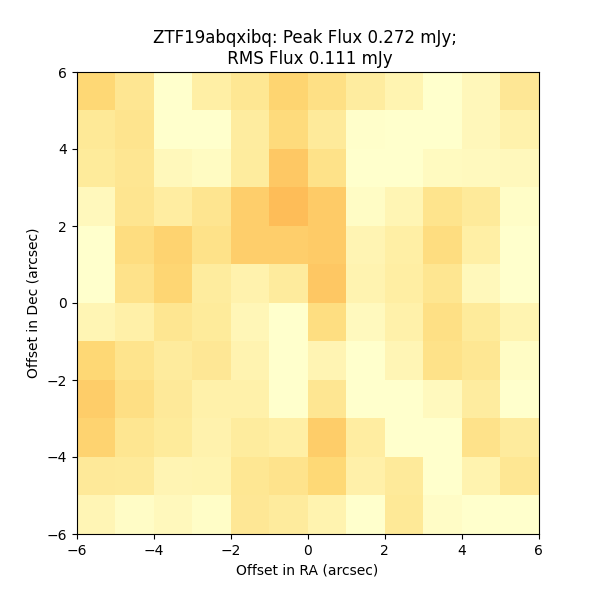 ZTF19abqxibq: Peak Flux 0.272 mJy;
RMS Flux 0.111 mJy
6
4
2
0
−2
−4
−6
Offset in Dec (arcsec)
−6 −4 −2 0 2 4 6
Offset in RA (arcsec)